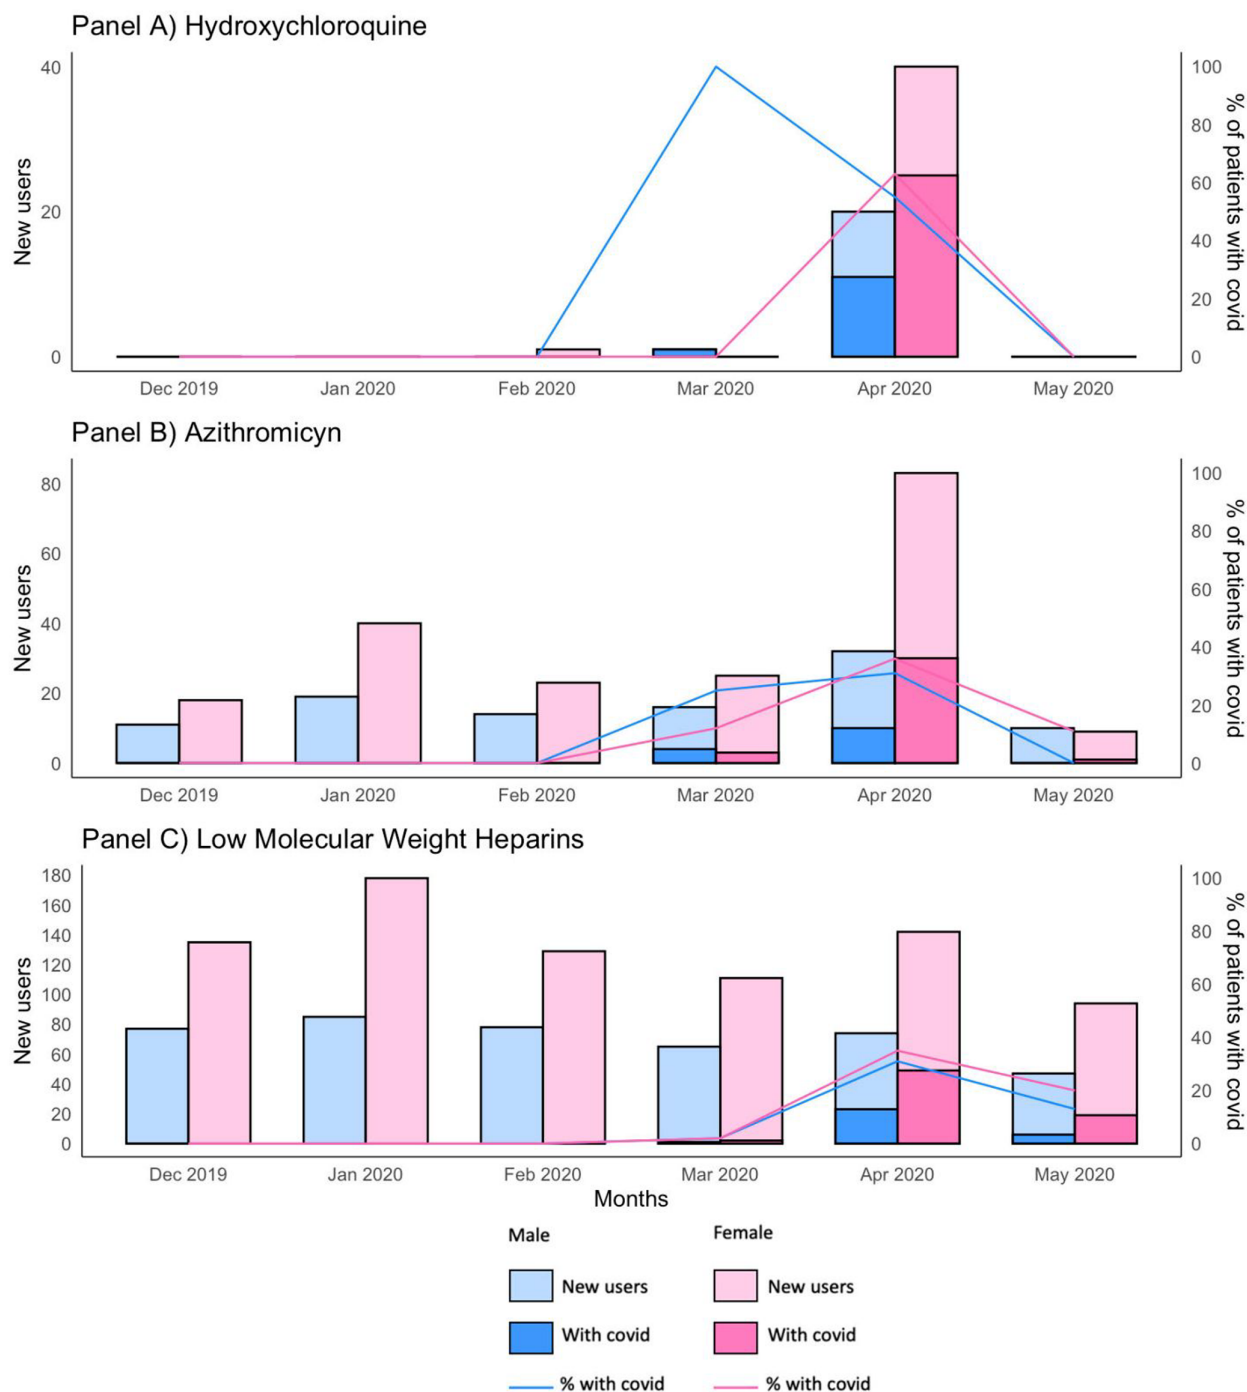 Panel A) Hydroxychloroquine
40
20
0
New users
100
80
60
40
20
0
% of patients with covid
Dec 2019 Jan 2020 Feb 2020 Mar 2020 Apr 2020 May 2020
Panel B) Azithromicyn
80
60
40
20
0
New users
100
80
60
40
20
0
% of patients with covid
Dec 2019 Jan 2020 Feb 2020 Mar 2020 Apr 2020 May 2020
Panel C) Low Molecular Weight Heparins
180
160
140
120
100
80
60
40
20
0
New users
100
80
60
40
20
0
% of patients with covid
Dec 2019 Jan 2020 Feb 2020 Mar 2020 Apr 2020 May 2020
Months
Male Female
New users New users
With covid With covid
% with covid % with covid